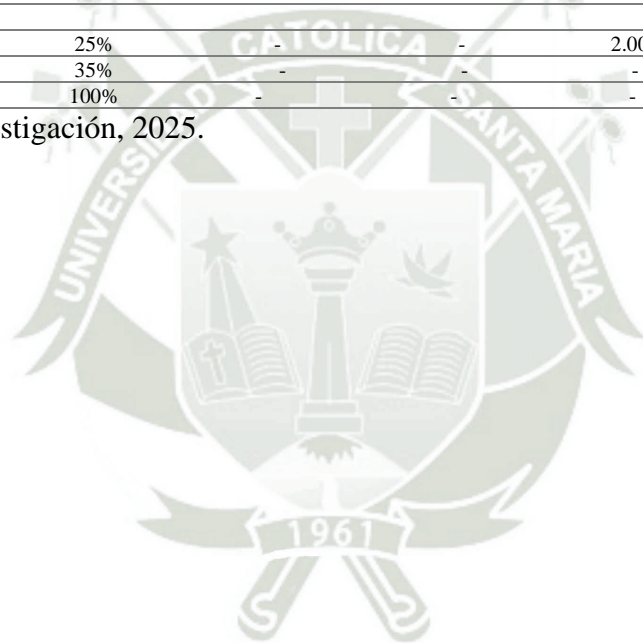 25% - - 2.00
35% - - -
100% - - -
stigación, 2025.
UNIVERSIDAD CATOLICA SANTA MARIA
1961